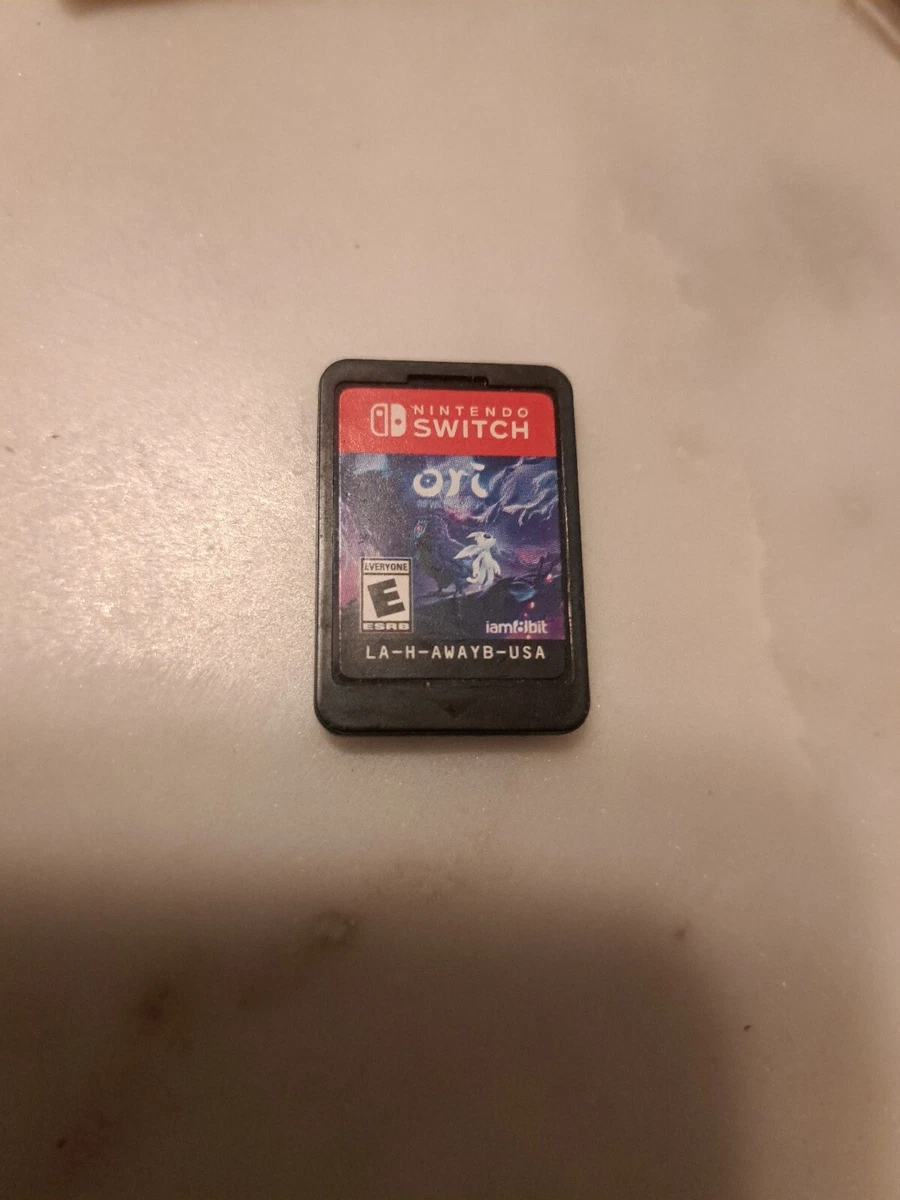 NINTENDO
SWITCH
ori
EVERYONE
E
ESRB
iam8bit
LA-H-AWAYB-USA